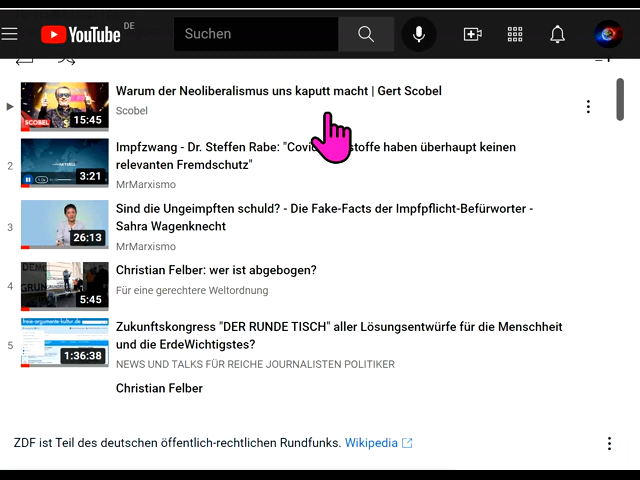 YouTube DE
Suchen
Warum der Neoliberalismus uns kaputt macht | Gert Scobel
Scobel
SCOBEL
15:45
2
Impfzwang - Dr. Steffen Rabe: "Covid stoffe haben überhaupt keinen
relevanten Fremdschutz"
MrMarxismo
3:21
3
Sind die Ungeimpften schuld? - Die Fake-Facts der Impfpflicht-Befürworter -
Sahra Wagenknecht
MrMarxismo
26:13
4
Christian Felber: wer ist abgebogen?
Für eine gerechtere Weltordnung
5:45
5
Zukunftskongress "DER RUNDE TISCH" aller Lösungsentwürfe für die Menschheit
und die ErdeWichtigstes?
NEWS UND TALKS FÜR REICHE JOURNALISTEN POLITIKER
1:36:38
Christian Felber
ZDF ist Teil des deutschen öffentlich-rechtlichen Rundfunks. Wikipedia